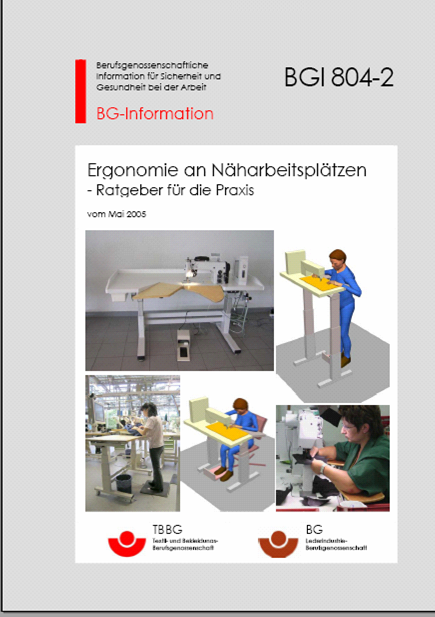 Berufsgenossenschaftliche
Information für Sicherheit und
Gesundheit bei der Arbeit
BGI 804-2
BG-Information
Ergonomie an Näharbeitsplätzen
- Ratgeber für die Praxis
vom Mai 2005
TBBG
Textil- und Bekleidungs-
Berufsgenossenschaft
BG
Lederindustrie-
Berufsgenossenschaft